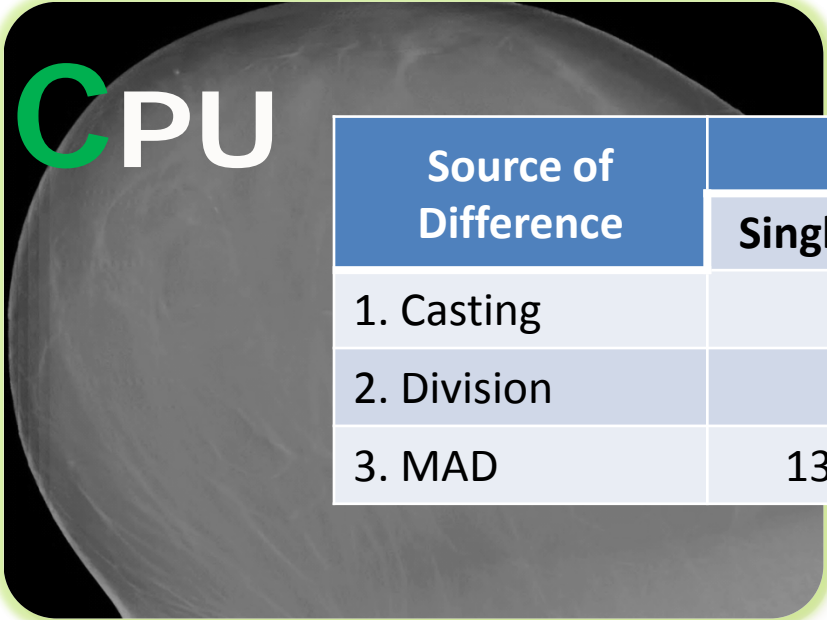 CPU
Source of
Difference
1. Casting
2. Division
3. MAD